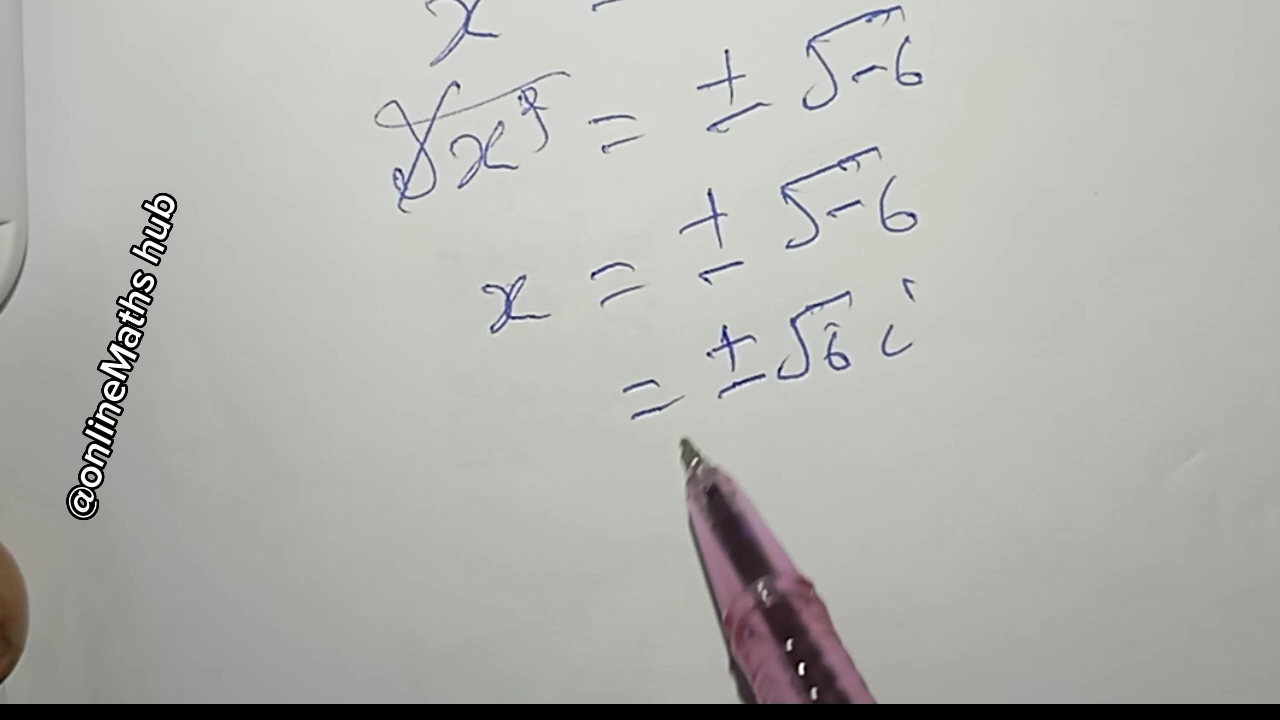 x =
√x² = ± √-6
x = ± √-6
= ± √6 i
@onlineMaths hub